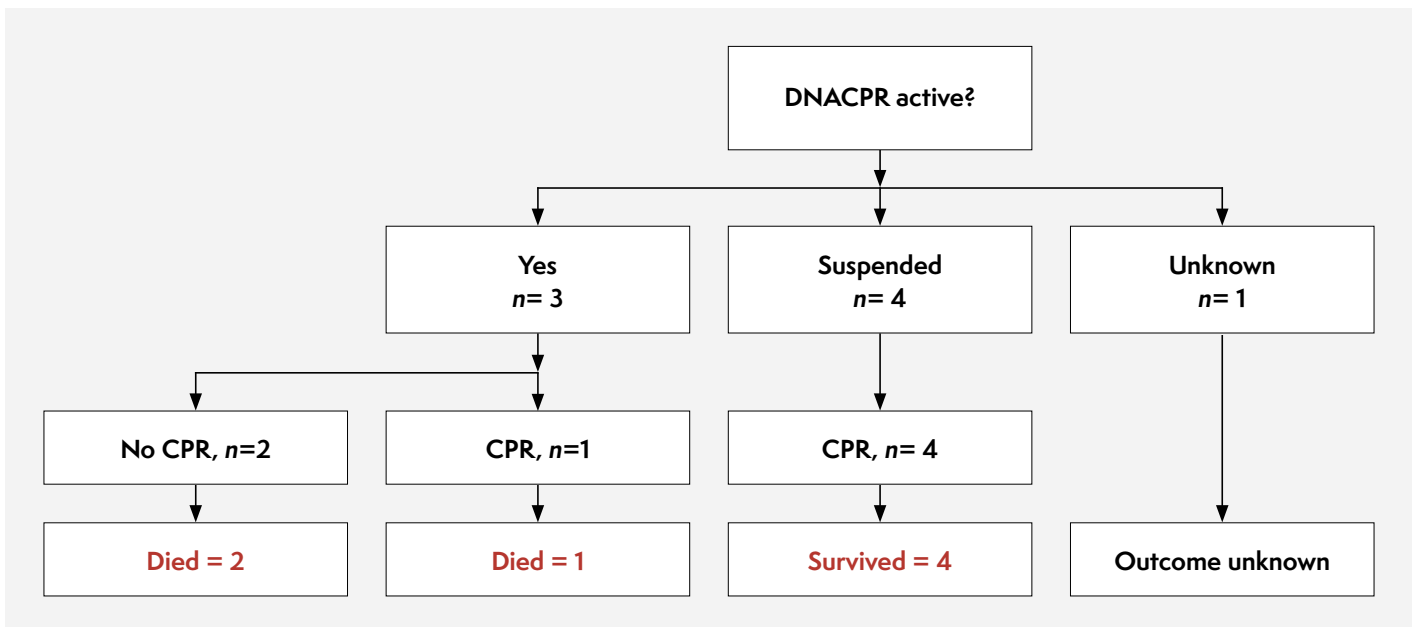 DNACPR active?
Yes
n= 3
Suspended
n= 4
Unknown
n= 1
No CPR, n=2
CPR, n=1
CPR, n= 4
Died = 2
Died = 1
Survived = 4
Outcome unknown